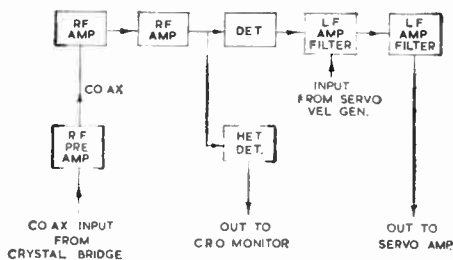 RF
AMP
RF
AMP
DET
LF
AMP
FILTER
LF
AMP
FILTER
COAX
INPUT
FROM SERVO
VEL GEN.
RF
PRE
AMP
HET
DET.
COAX INPUT
FROM
CRYSTAL BRIDGE
OUT TO
CRO MONITOR
OUT TO
SERVO AMP.